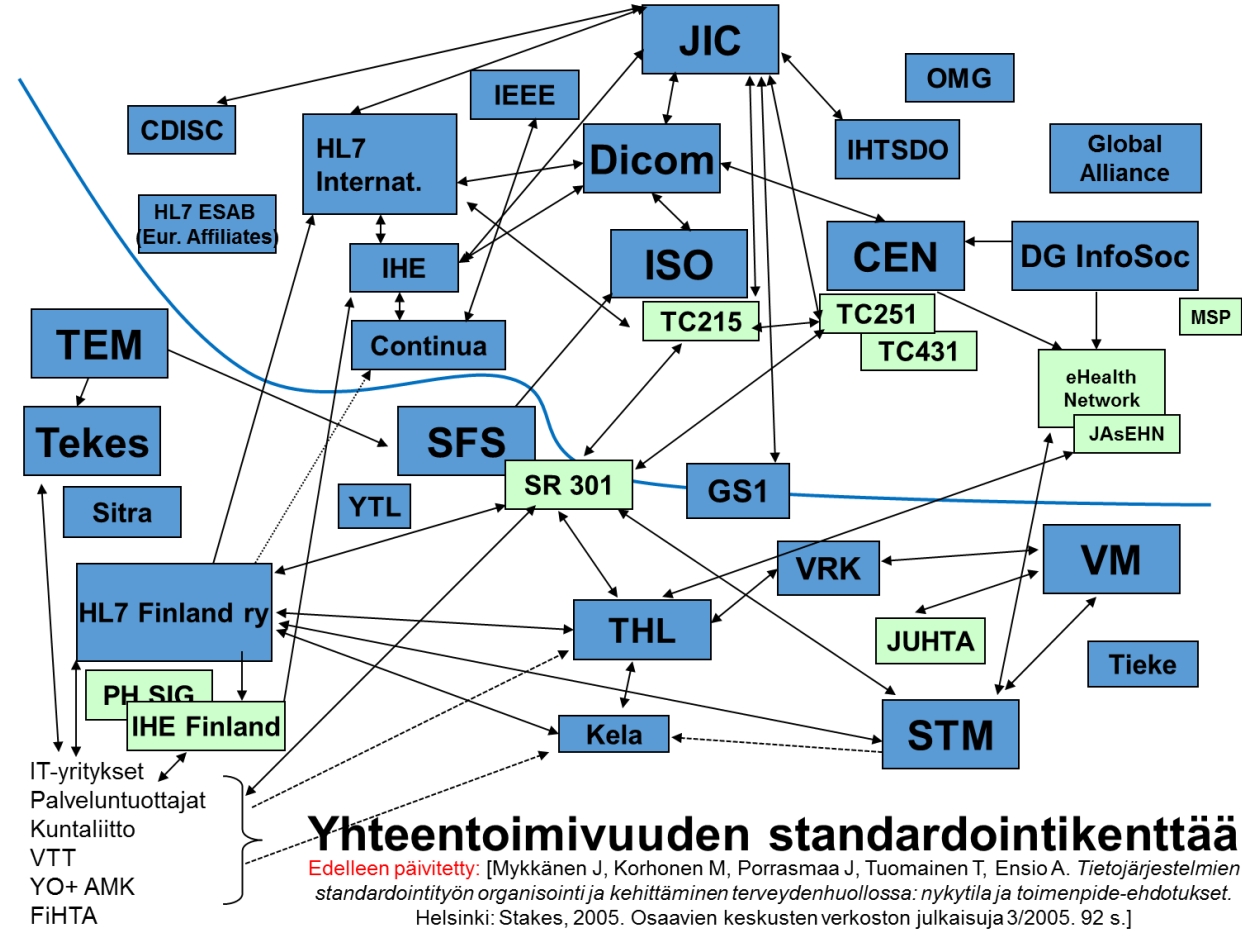 JIC
OMG
IEEE
CDISC
HL7
Internat.
Dicom
IHTSDO
Global
Alliance
HL7 ESAB
(Eur. Affiliates)
IHE
ISO
CEN
DG InfoSoc
TC215
TC251
TC431
MSP
TEM
Continua
eHealth
Network
JAsEHN
Tekes
SFS
SR 301
GS1
Sitra
YTL
HL7 Finland ry
THL
VRK
VM
JUHTA
Tieke
PH SIG
IHE Finland
Kela
STM
IT-yritykset
Palveluntuottajat
Kuntaliitto
VTT
YO+ AMK
FiHTA
Yhteentoimivuuden standardointikenttää
Edelleen päivitetty: [Mykkänen J, Korhonen M, Porrasmaa J, Tuomainen T, Ensio A. Tietojärjestelmien
standardointityön organisointi ja kehittäminen terveydenhuollossa: nykytila ja toimenpide-ehdotukset.
Helsinki: Stakes, 2005. Osaavien keskusten verkoston julkaisuja 3/2005. 92 s.]